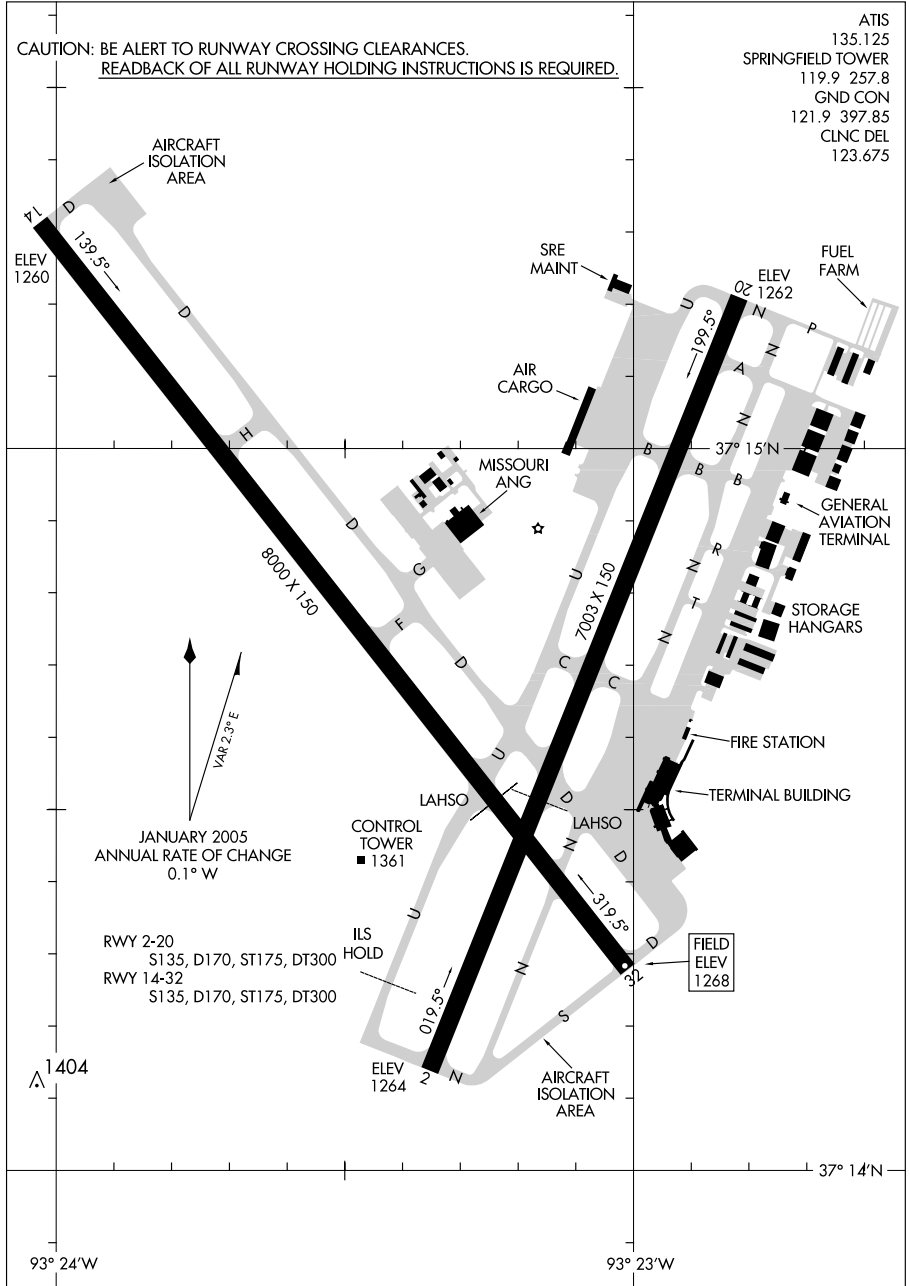 CAUTION: BE ALERT TO RUNWAY CROSSING CLEARANCES.
READBACK OF ALL RUNWAY HOLDING INSTRUCTIONS IS REQUIRED.
ATIS
135.125
SPRINGFIELD TOWER
119.9 257.8
GND CON
121.9 397.85
CLNC DEL
123.675
AIRCRAFT
ISOLATION
AREA
14
D
ELEV
1260
139.5°
D
SRE
MAINT
U
20
ELEV
1262
FUEL
FARM
N
P
N
199.5°
A
AIR
CARGO
N
H
B
37° 15'N
B
B
MISSOURI
ANG
GENERAL
AVIATION
TERMINAL
D
8000 X 150
G
U
7003 X 150
R
N
T
STORAGE
HANGARS
F
N
D
C
C
VAR 2.3° E
FIRE STATION
U
TERMINAL BUILDING
LAHSO
D
LAHSO
JANUARY 2005
ANNUAL RATE OF CHANGE
0.1° W
CONTROL
TOWER
1361
N
D
U
319.5°
D
RWY 2-20
S135, D170, ST175, DT300
RWY 14-32
S135, D170, ST175, DT300
ILS
HOLD
N
32
FIELD
ELEV
1268
019.5°
S
1404
ELEV
1264
2
N
AIRCRAFT
ISOLATION
AREA
37° 14'N
93° 24'W
93° 23'W